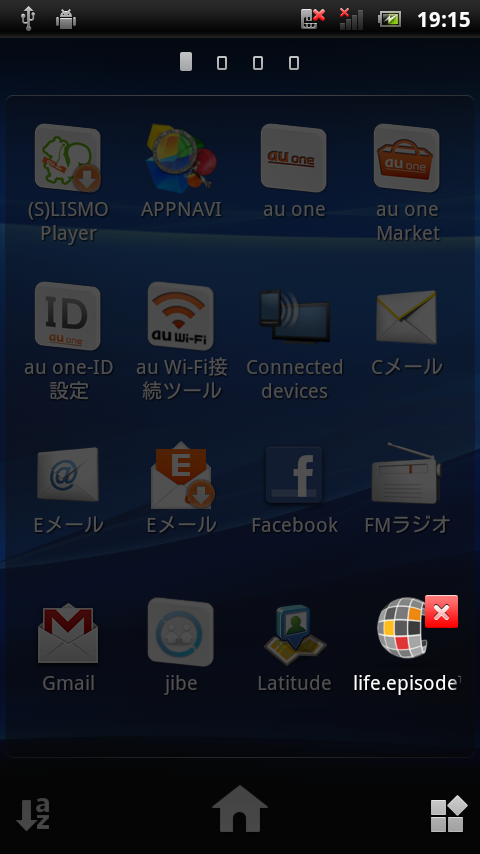 19:15
(S)LISMO Player
APPNAVI
au one
au one Market
au one-ID 設定
au Wi-Fi接続ツール
Connected devices
Cメール
Eメール
Eメール
Facebook
FMラジオ
Gmail
jibe
Latitude
life.episode
au one
au one
ID
au one
au Wi-Fi
E
f
a
z